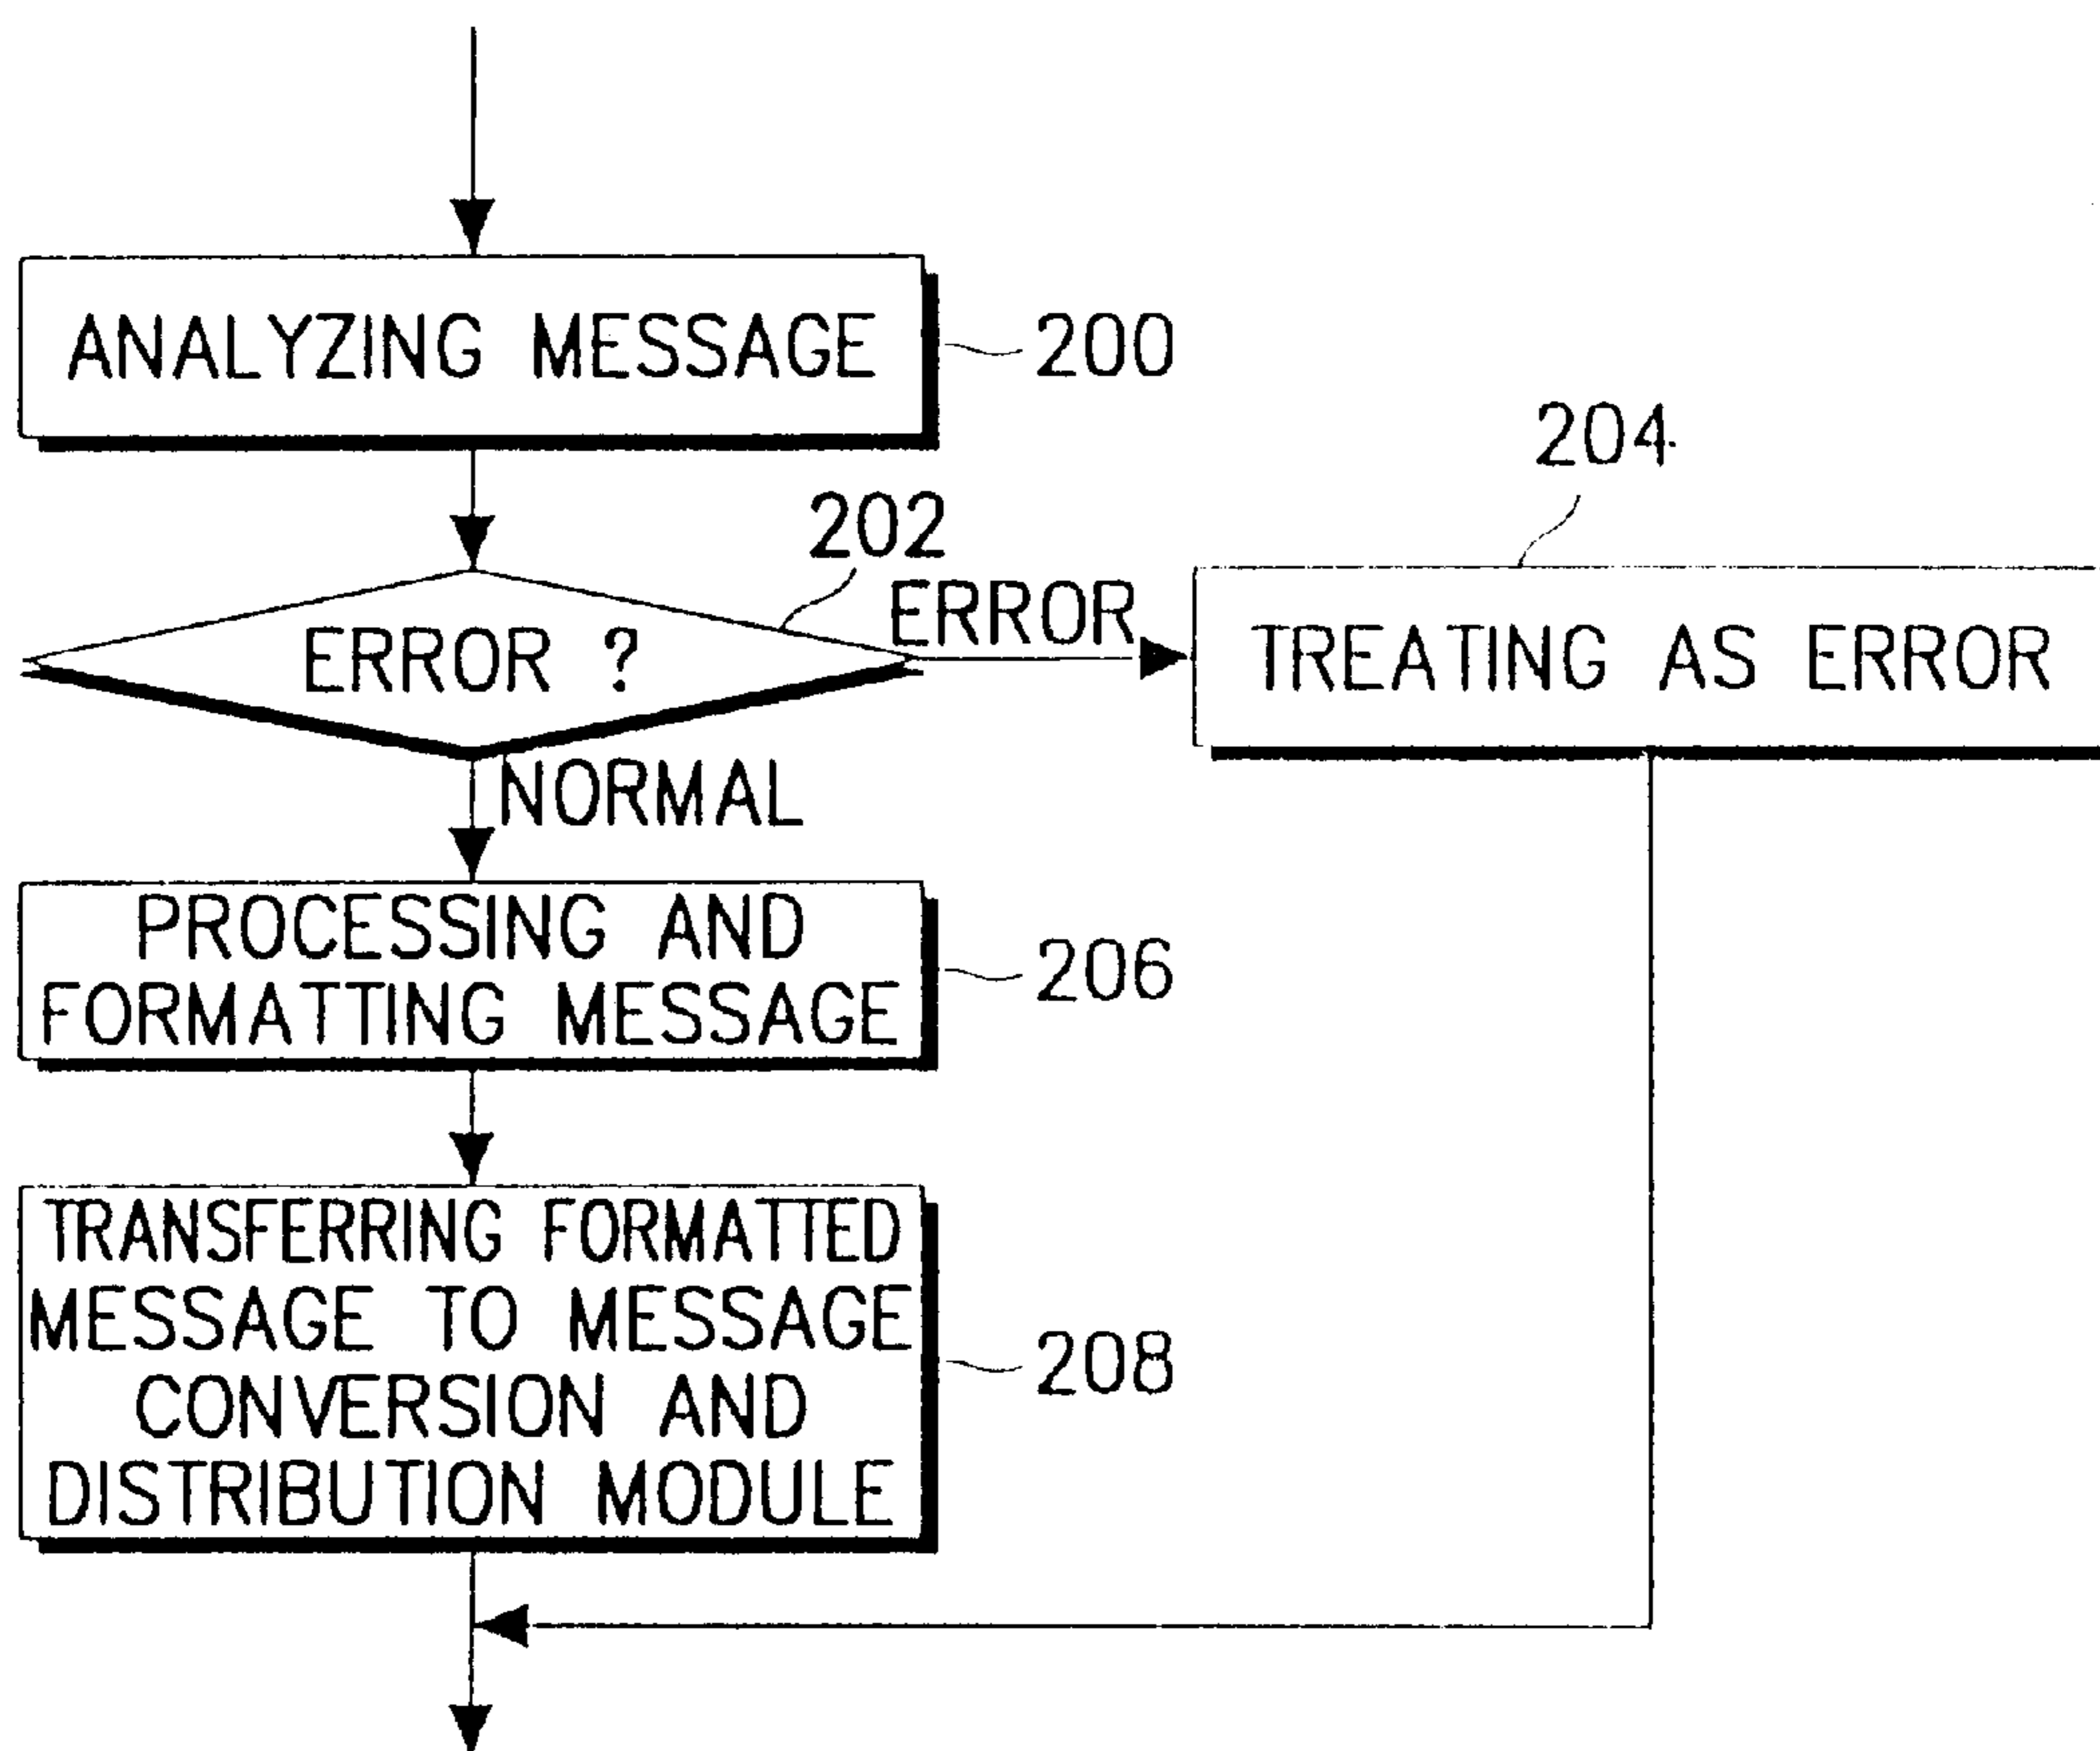 ANALYZING MESSAGE
200
204
202
ERROR ?
ERROR
TREATING AS ERROR
NORMAL
PROCESSING AND
FORMATTING MESSAGE
206
TRANSFERRING FORMATTED
MESSAGE TO MESSAGE
CONVERSION AND
DISTRIBUTION MODULE
208